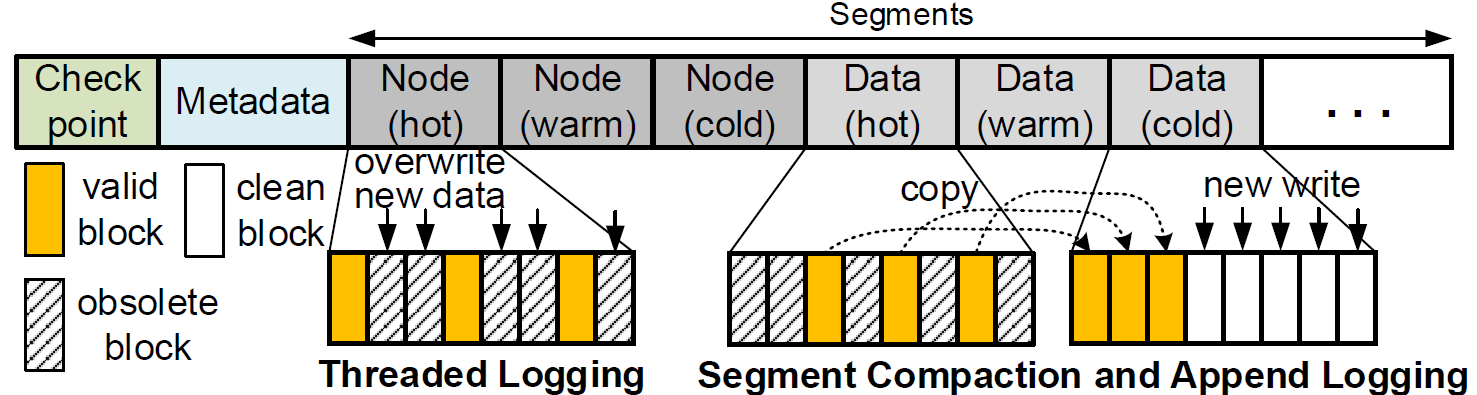 Segments
Check
point
Metadata
Node
(hot)
Node
(warm)
Node
(cold)
Data
(hot)
Data
(warm)
Data
(cold)
. . .
valid
block
clean
block
obsolete
block
overwrite
new data
copy
new write
Threaded Logging
Segment Compaction and Append Logging